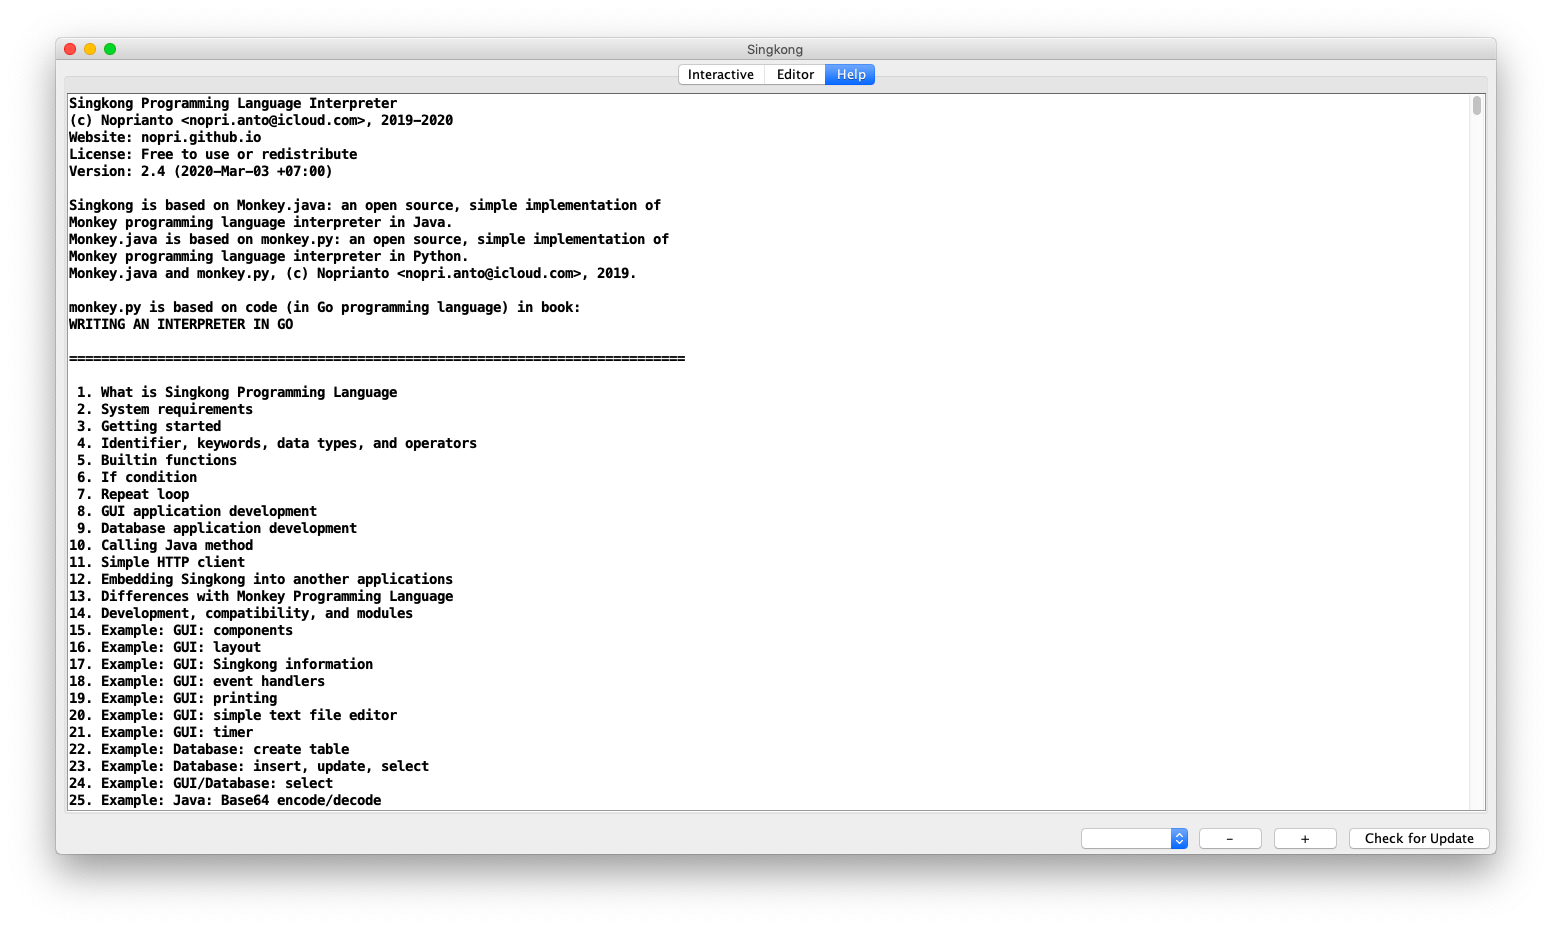 Singkong
Interactive Editor Help
Singkong Programming Language Interpreter
(c) Noprianto <nopri.anto@icloud.com>, 2019-2020
Website: nopri.github.io
License: Free to use or redistribute
Version: 2.4 (2020-Mar-03 +07:00)
Singkong is based on Monkey.java: an open source, simple implementation of
Monkey programming language interpreter in Java.
Monkey.java is based on monkey.py: an open source, simple implementation of
Monkey programming language interpreter in Python.
Monkey.java and monkey.py, (c) Noprianto <nopri.anto@icloud.com>, 2019.
monkey.py is based on code (in Go programming language) in book:
WRITING AN INTERPRETER IN GO
=============================================================================
1. What is Singkong Programming Language
2. System requirements
3. Getting started
4. Identifier, keywords, data types, and operators
5. Builtin functions
6. If condition
7. Repeat loop
8. GUI application development
9. Database application development
10. Calling Java method
11. Simple HTTP client
12. Embedding Singkong into another applications
13. Differences with Monkey Programming Language
14. Development, compatibility, and modules
15. Example: GUI: components
16. Example: GUI: layout
17. Example: GUI: Singkong information
18. Example: GUI: event handlers
19. Example: GUI: printing
20. Example: GUI: simple text file editor
21. Example: GUI: timer
22. Example: Database: create table
23. Example: Database: insert, update, select
24. Example: GUI/Database: select
25. Example: Java: Base64 encode/decode
- + Check for Update